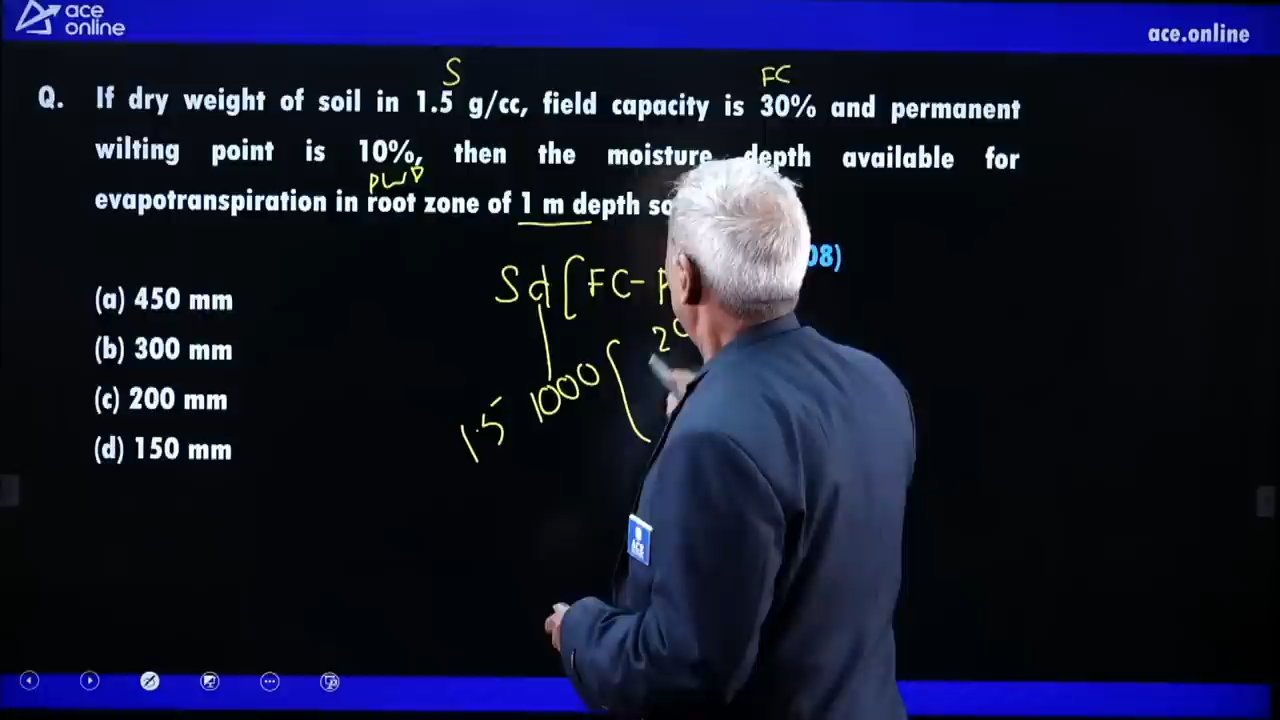 ace
online
ace.online
S FC
Q. If dry weight of soil in 1.5 g/cc, field capacity is 30% and permanent
wilting point is 10%, then the moisture depth available for
PWP
evapotranspiration in root zone of 1 m depth
08)
Sd[FC-
(a) 450 mm
(b) 300 mm
(c) 200 mm
(d) 150 mm
1.5 1000 [
ACE